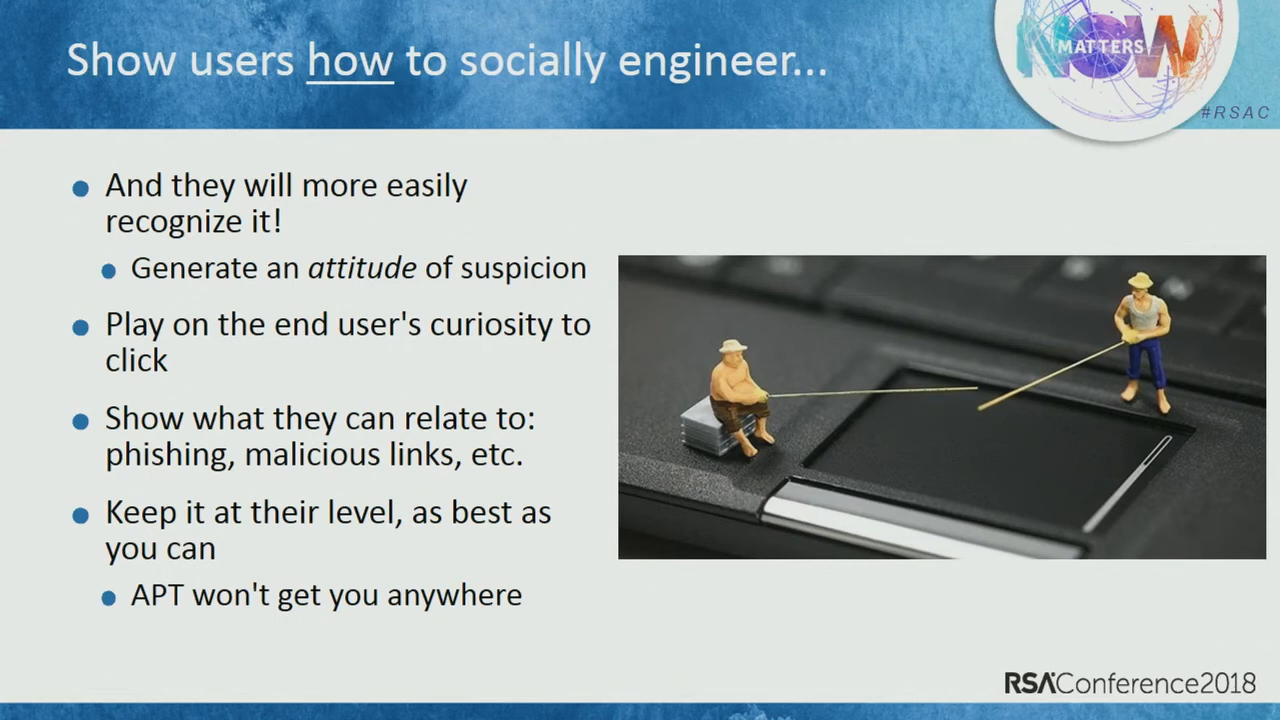 Show users how to socially engineer...
NOW
MATTERS
#RSAC
And they will more easily
recognize it!
Generate an attitude of suspicion
Play on the end user's curiosity to
click
Show what they can relate to:
phishing, malicious links, etc.
Keep it at their level, as best as
you can
APT won't get you anywhere
RSAConference2018